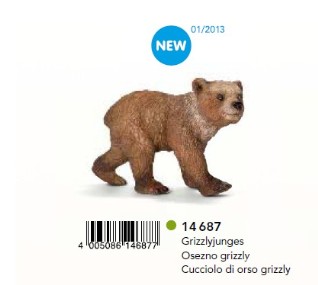 01/2013
NEW
14 687
Grizzlyjunges
Osezno grizzly
Cucciolo di orso grizzly
4 005086 146877